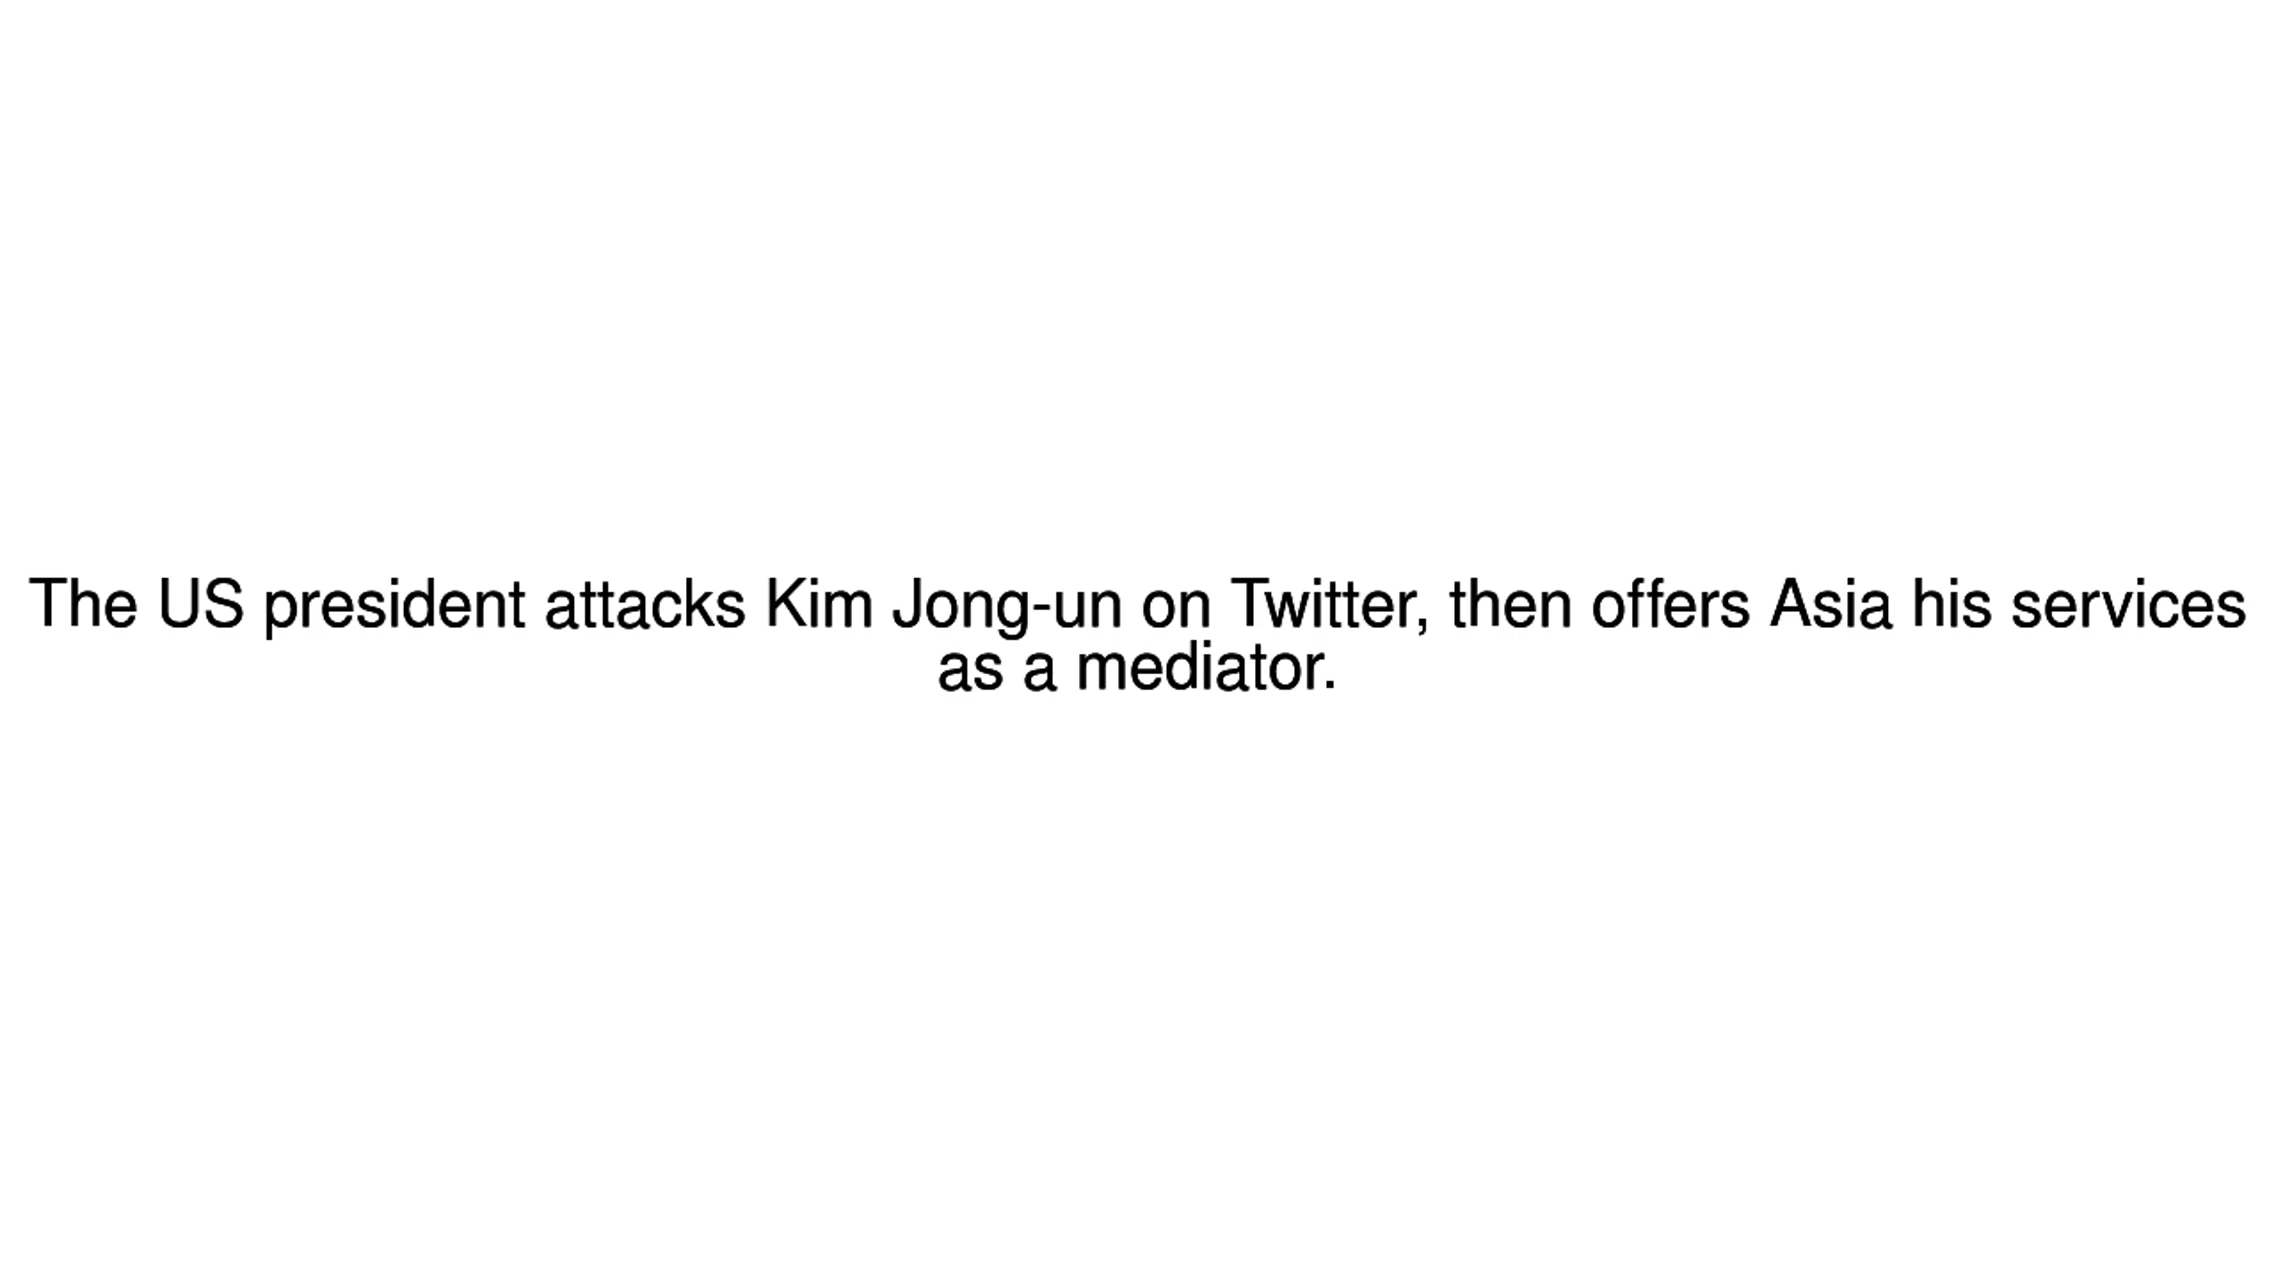 The US president attacks Kim Jong-un on Twitter, then offers Asia his services
as a mediator.